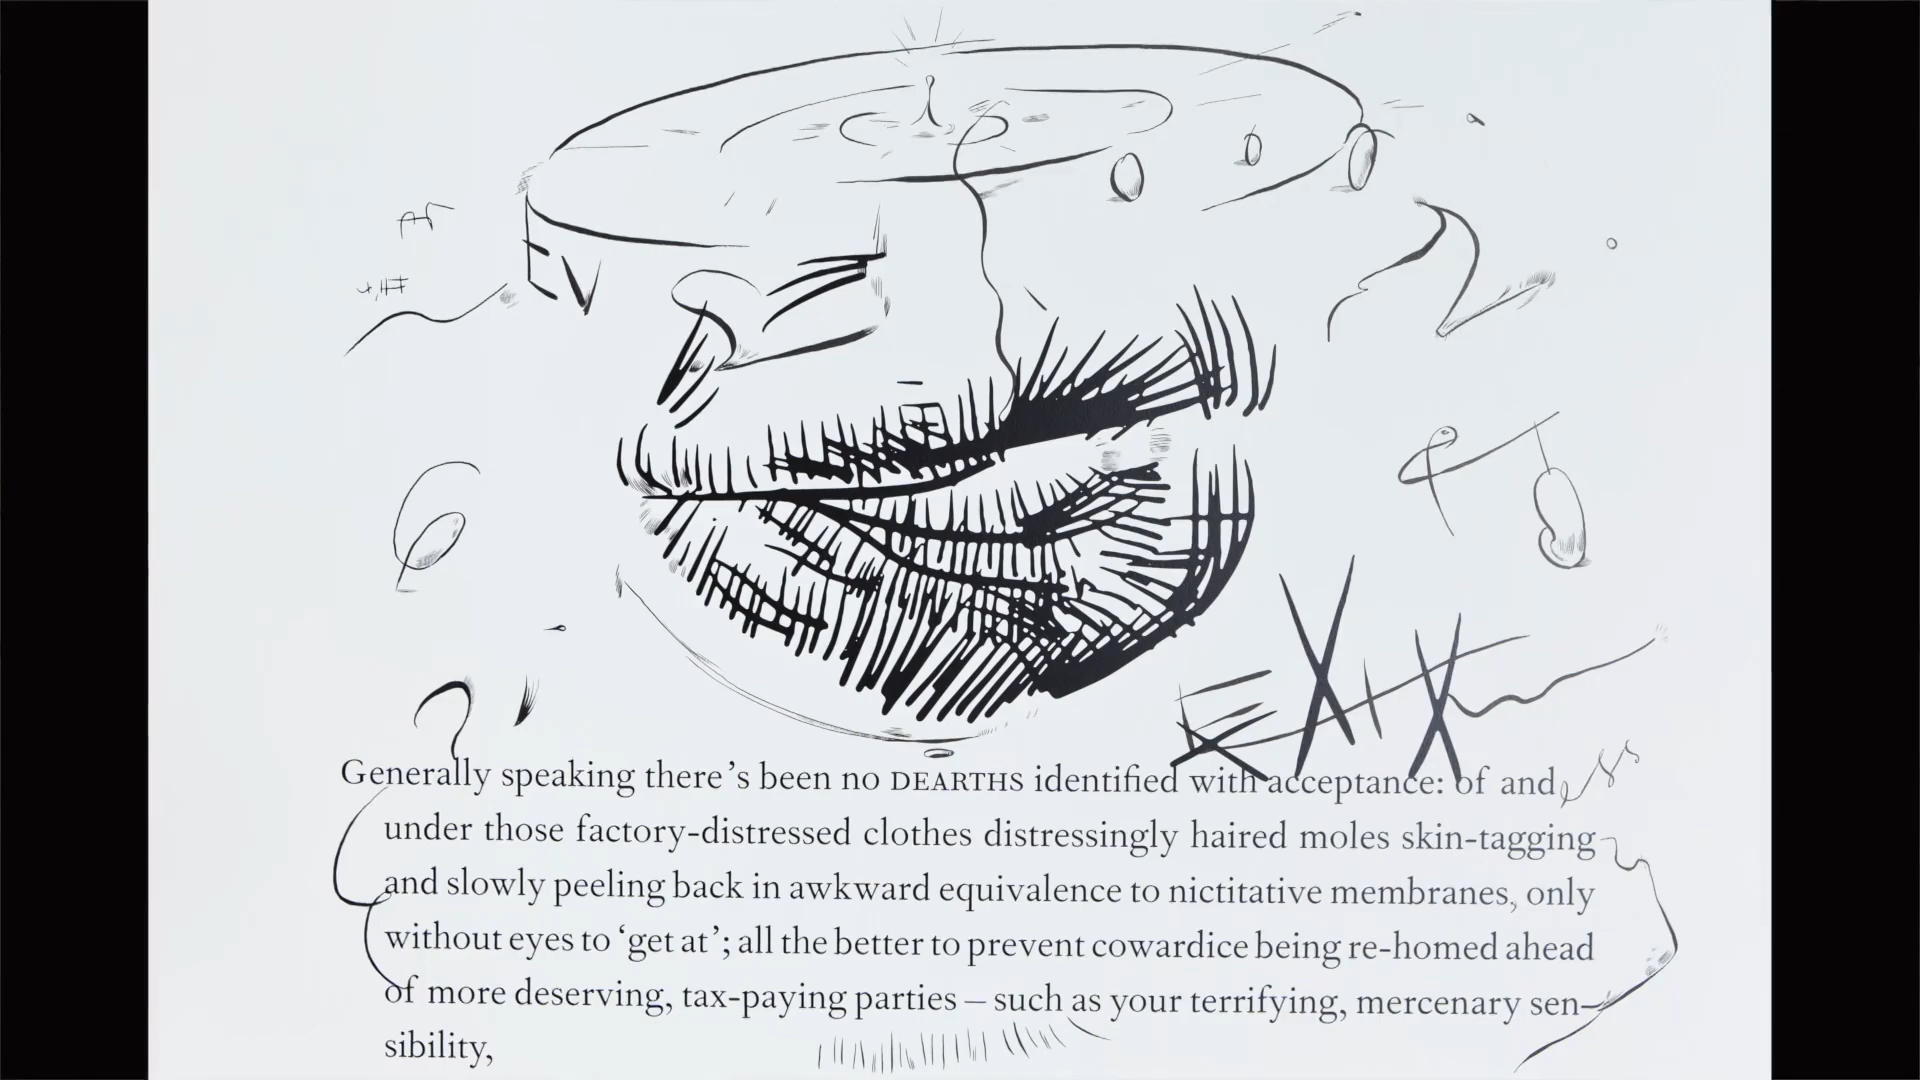 Generally speaking there’s been no DEARTHS identified with acceptance: of and
under those factory-distressed clothes distressingly haired moles skin-tagging
and slowly peeling back in awkward equivalence to nictitative membranes, only
without eyes to ‘get at’; all the better to prevent cowardice being re-homed ahead
of more deserving, tax-paying parties – such as your terrifying, mercenary sen-
sibility,